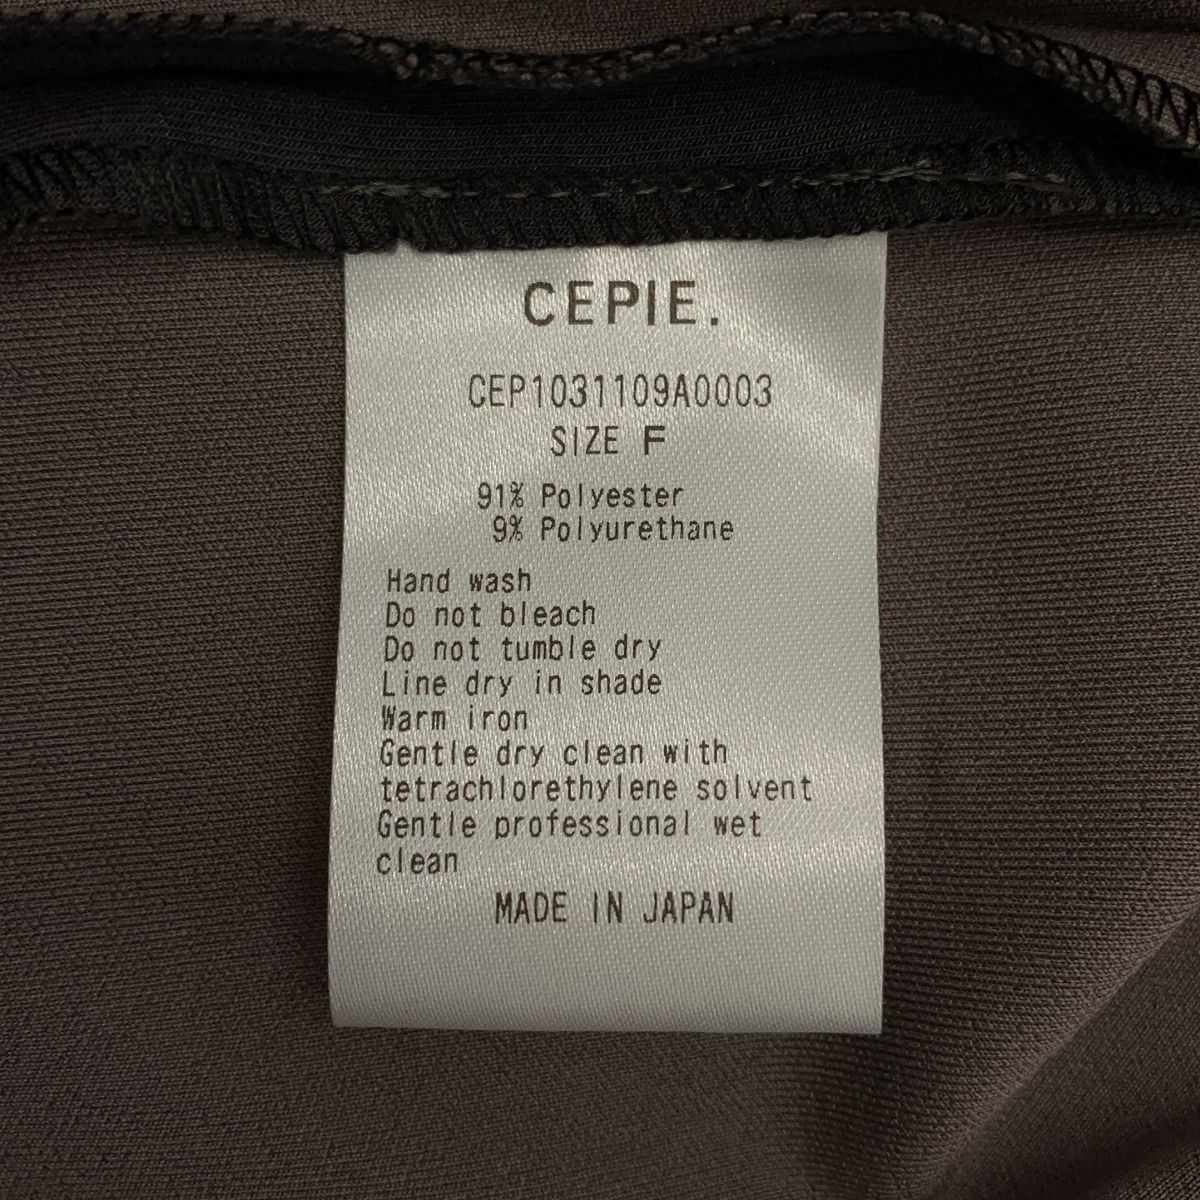 CEPIE.
CEP1031109A0003
SIZE F
91% Polyester
9% Polyurethane
Hand wash
Do not bleach
Do not tumble dry
Line dry in shade
Warm iron
Gentle dry clean with
tetrachlorethylene solvent
Gentle professional wet
clean
MADE IN JAPAN